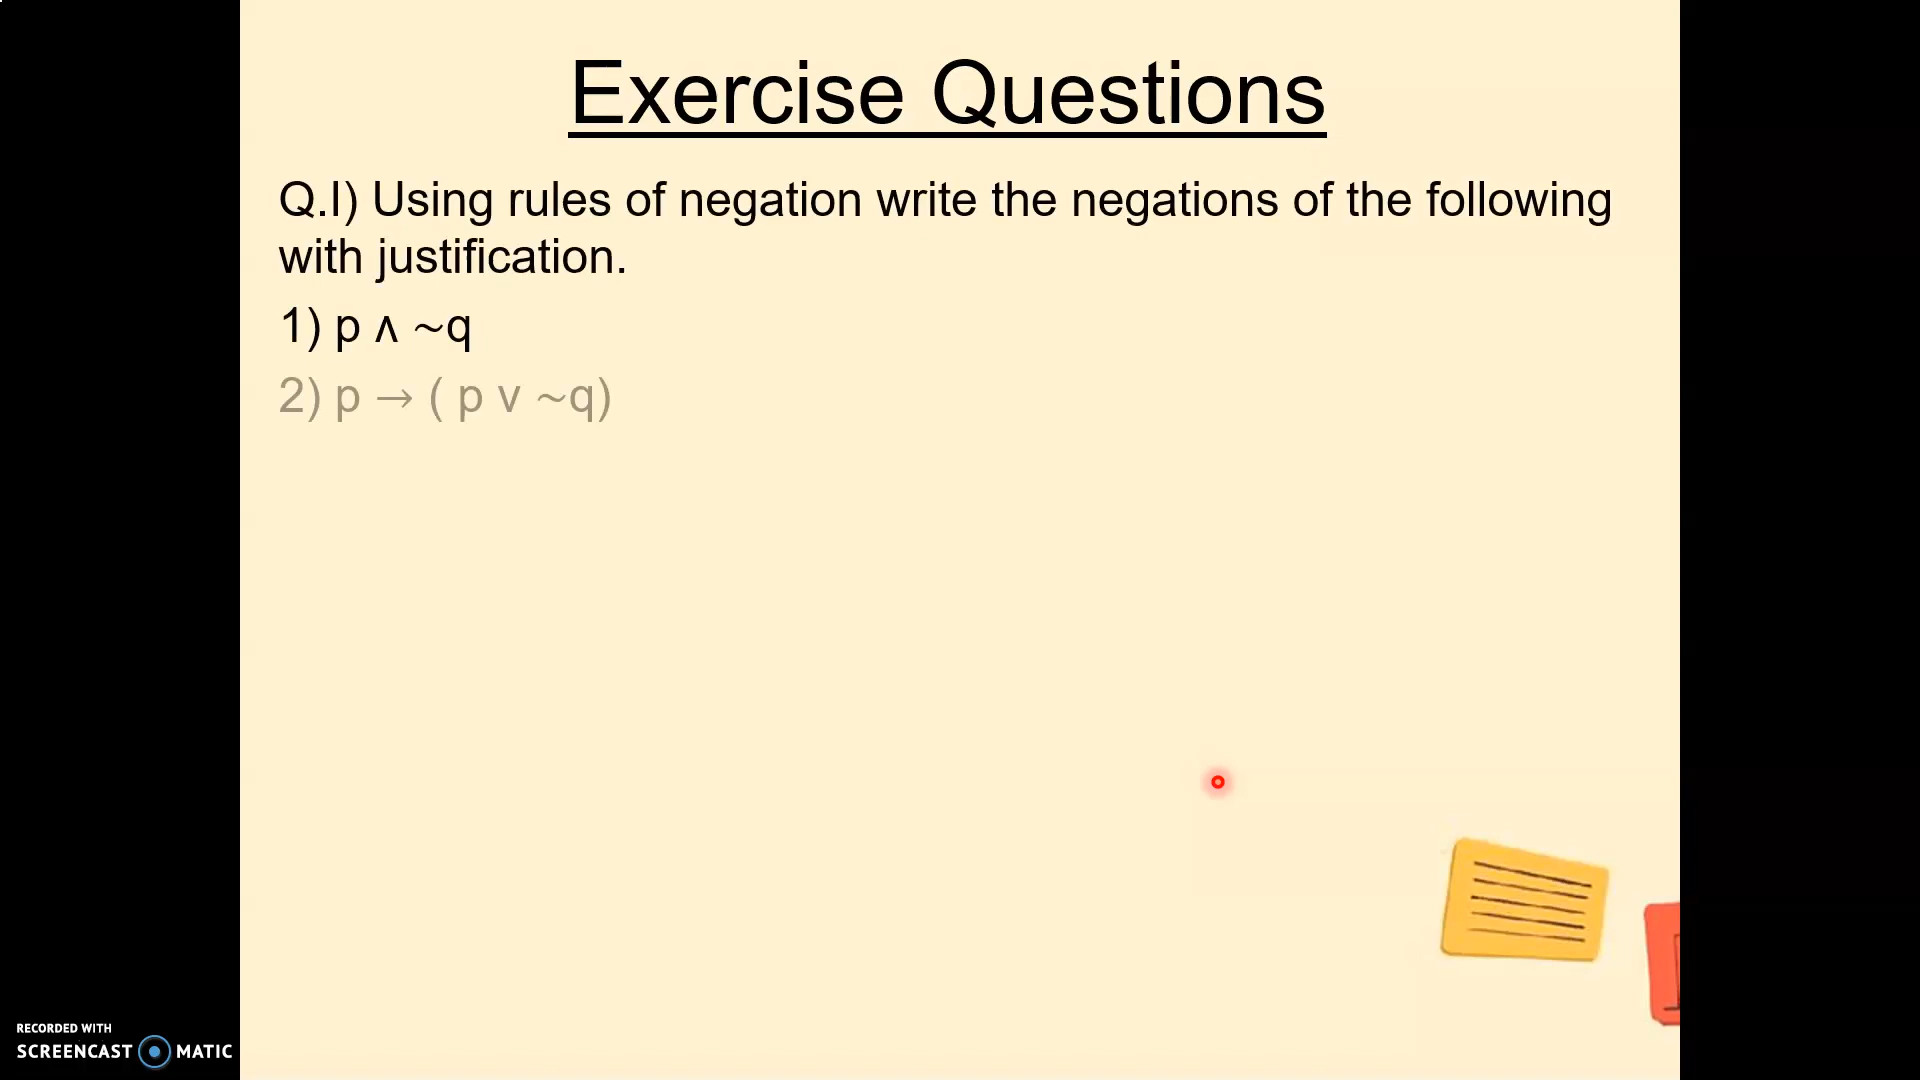 Exercise Questions
Q.I) Using rules of negation write the negations of the following
with justification.
1) p ∧ ~q
2) p → ( p ∨ ~q)
RECORDED WITH
SCREENCAST MATIC